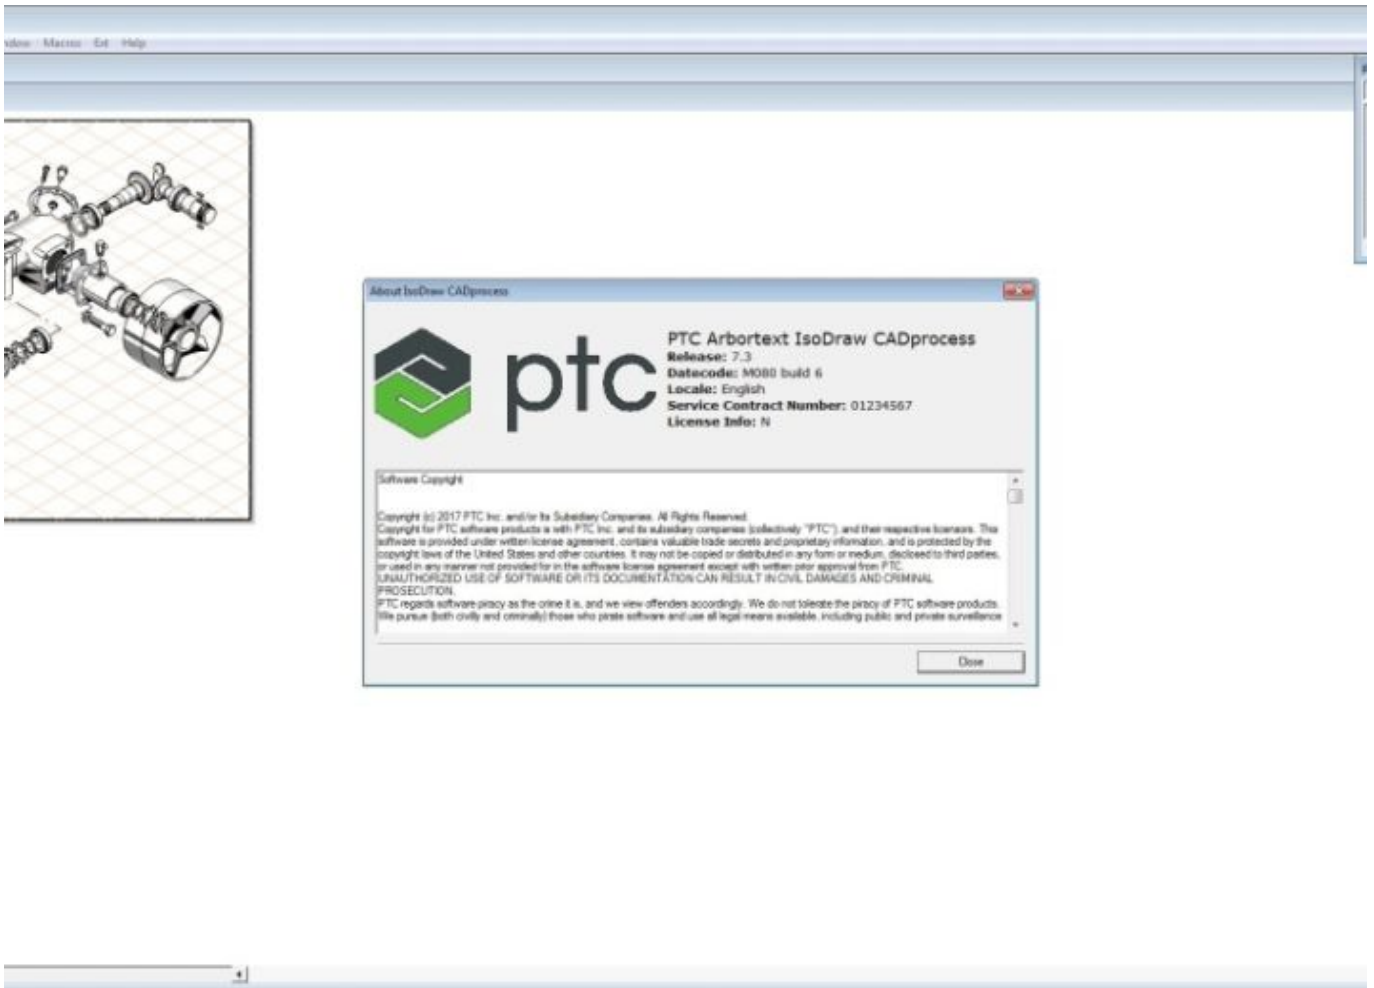 ndow Macros Ext Help
About IsoDraw CADprocess
ptc
PTC Arbortext IsoDraw CADprocess
Release: 7.3
Datecode: M080 build 6
Locale: English
Service Contract Number: 01234567
License Info: N
Software Copyright
Copyright (c) 2017 PTC Inc. and/or Its Subsidiary Companies. All Rights Reserved.
Copyright for PTC software products is with PTC Inc. and its subsidiary companies (collectively "PTC"), and their respective licensors. This
software is provided under written license agreement, contains valuable trade secrets and proprietary information, and is protected by the
copyright laws of the United States and other countries. It may not be copied or distributed in any form or medium, disclosed to third parties,
or used in any manner not provided for in the software license agreement except with written prior approval from PTC.
UNAUTHORIZED USE OF SOFTWARE OR ITS DOCUMENTATION CAN RESULT IN CIVIL DAMAGES AND CRIMINAL
PROSECUTION.
PTC regards software piracy as the crime it is, and we view offenders accordingly. We do not tolerate the piracy of PTC software products.
We pursue (both civilly and criminally) those who pirate software and use all legal means available, including public and private surveillance
Close